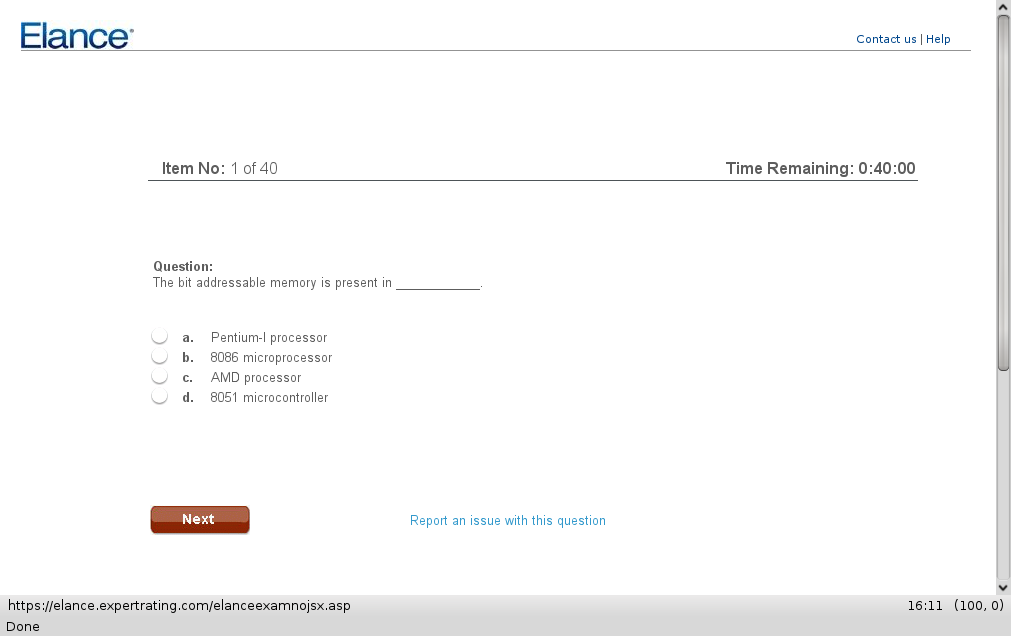 Elance®
Contact us | Help
Item No: 1 of 40
Time Remaining: 0:40:00
Question:
The bit addressable memory is present in ____________.
a. Pentium-I processor
b. 8086 microprocessor
c. AMD processor
d. 8051 microcontroller
Next
Report an issue with this question
https://elance.expertrating.com/elanceexamnojsx.asp
16:11 (100, 0)
Done